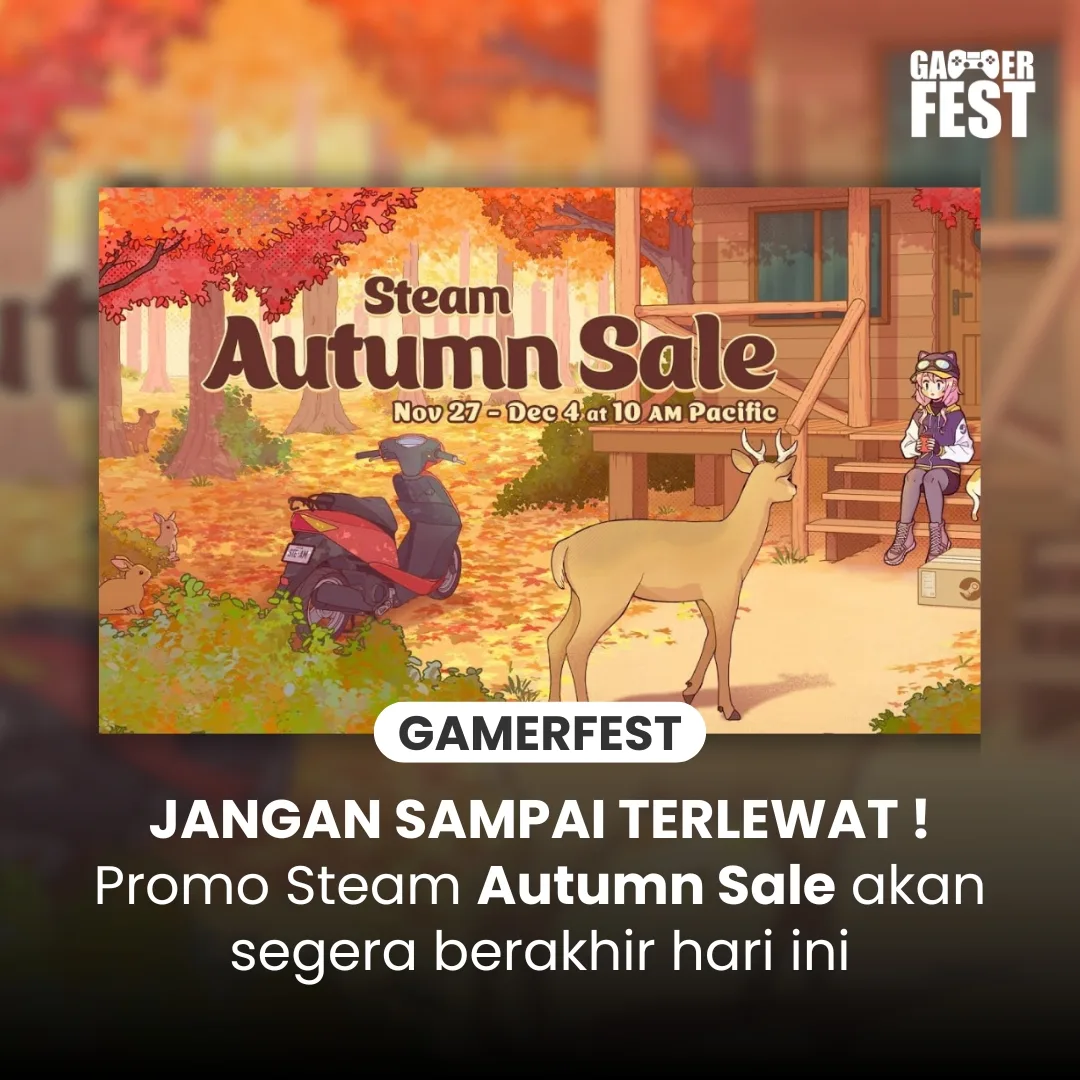 GAMER
FEST
Steam
Autumn Sale
Nov 27 - Dec 4 at 10 AM Pacific
STEAM
GAMERFEST
JANGAN SAMPAI TERLEWAT !
Promo Steam Autumn Sale akan
segera berakhir hari ini